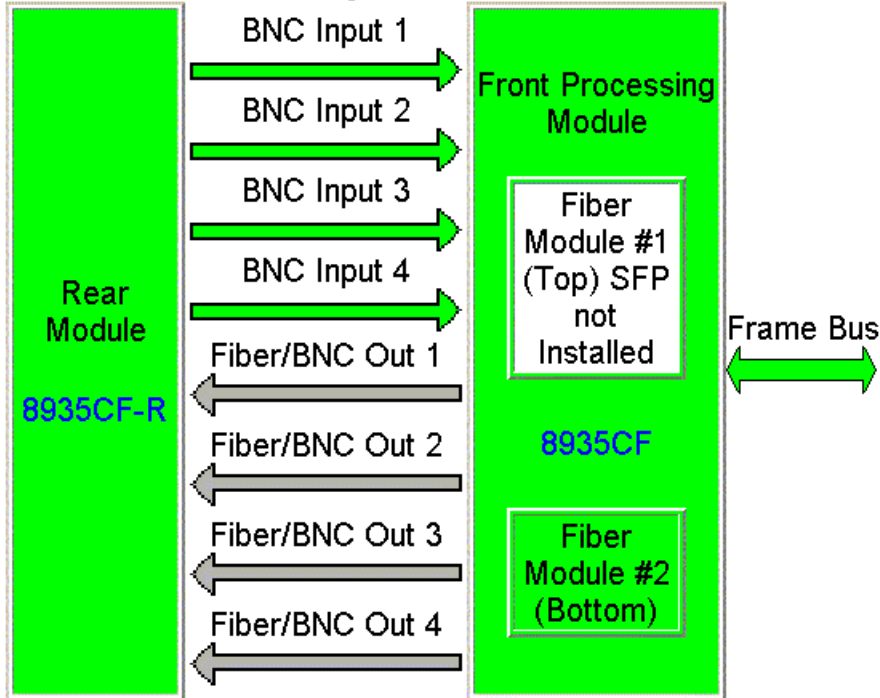 BNC Input 1
BNC Input 2
BNC Input 3
BNC Input 4
Rear
Module
8935CF-R
Fiber/BNC Out 1
Fiber/BNC Out 2
Fiber/BNC Out 3
Fiber/BNC Out 4
Front Processing
Module
Fiber
Module #1
(Top) SFP
not
Installed
8935CF
Fiber
Module #2
(Bottom)
Frame Bus